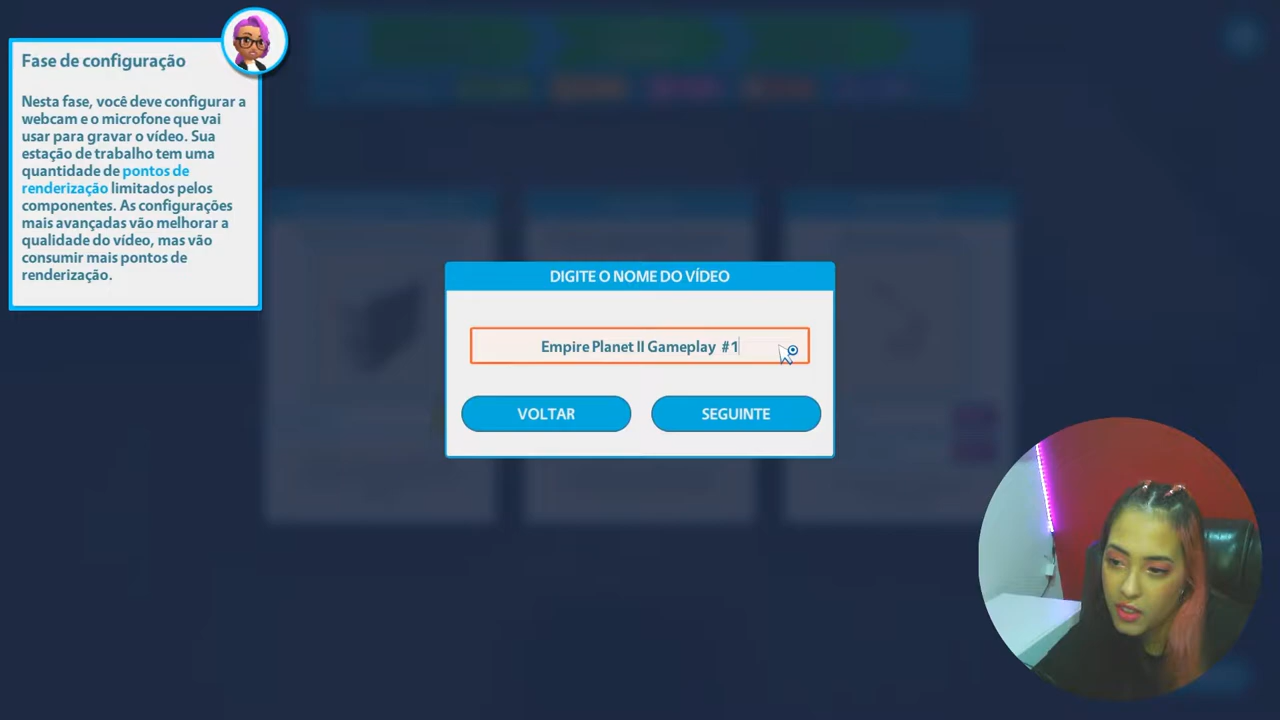 Fase de configuração
Nesta fase, você deve configurar a
webcam e o microfone que vai
usar para gravar o vídeo. Sua
estação de trabalho tem uma
quantidade de pontos de
renderização limitados pelos
componentes. As configurações
mais avançadas vão melhorar a
qualidade do vídeo, mas vão
consumir mais pontos de
renderização.
DIGITE O NOME DO VÍDEO
Empire Planet II Gameplay #1
VOLTAR
SEGUINTE